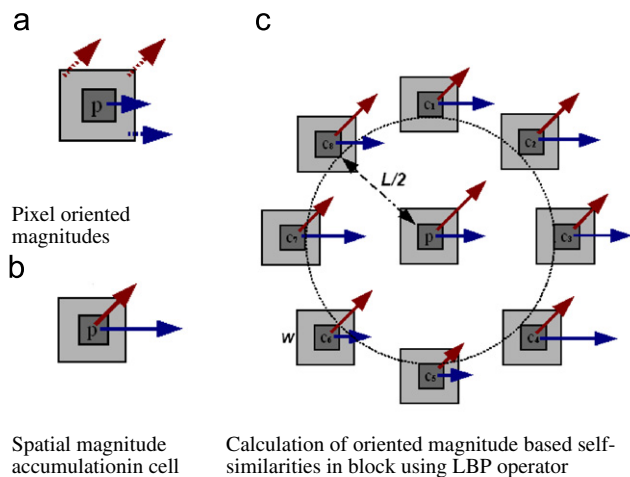 a
p
Pixel oriented
magnitudes
b
p
Spatial magnitude
accumulationin cell
c
C₁
C₈
C₂
L/2
C₇
p
C₃
w
C₆
C₄
C₅
Calculation of oriented magnitude based self-
similarities in block using LBP operator